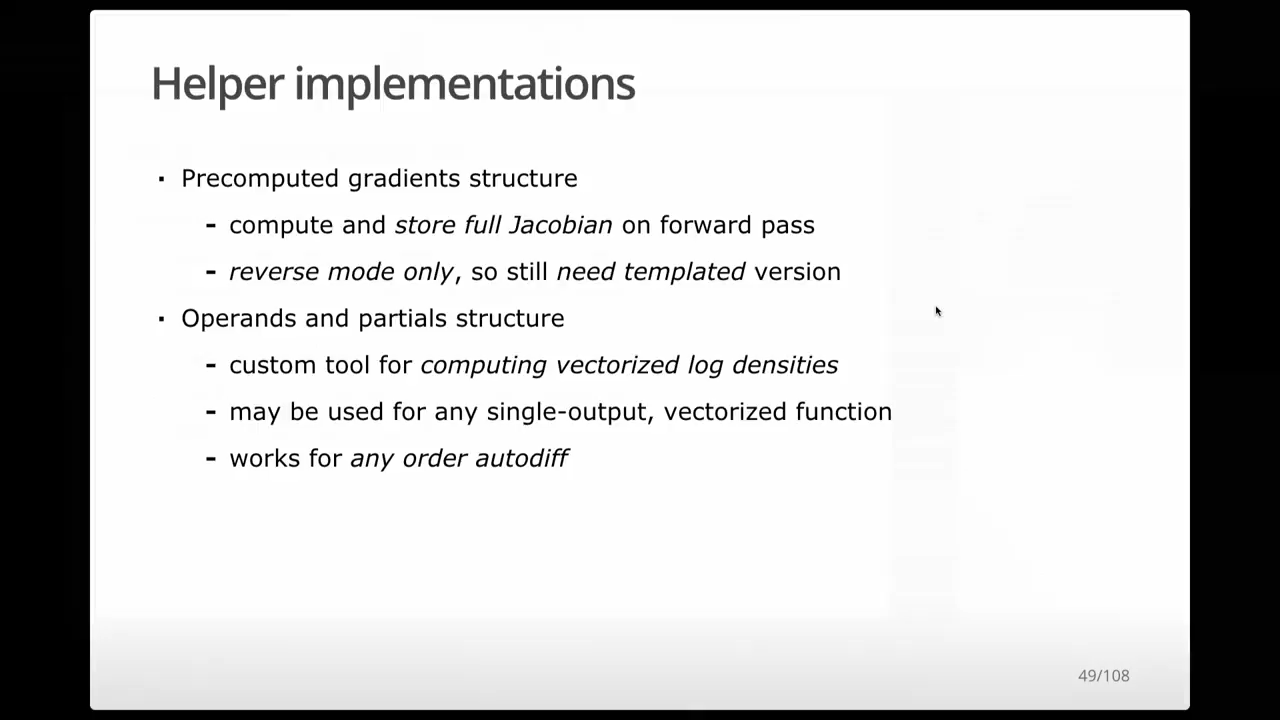 Helper implementations
▪ Precomputed gradients structure
- compute and store full Jacobian on forward pass
- reverse mode only, so still need templated version
▪ Operands and partials structure
- custom tool for computing vectorized log densities
- may be used for any single-output, vectorized function
- works for any order autodiff
49/108